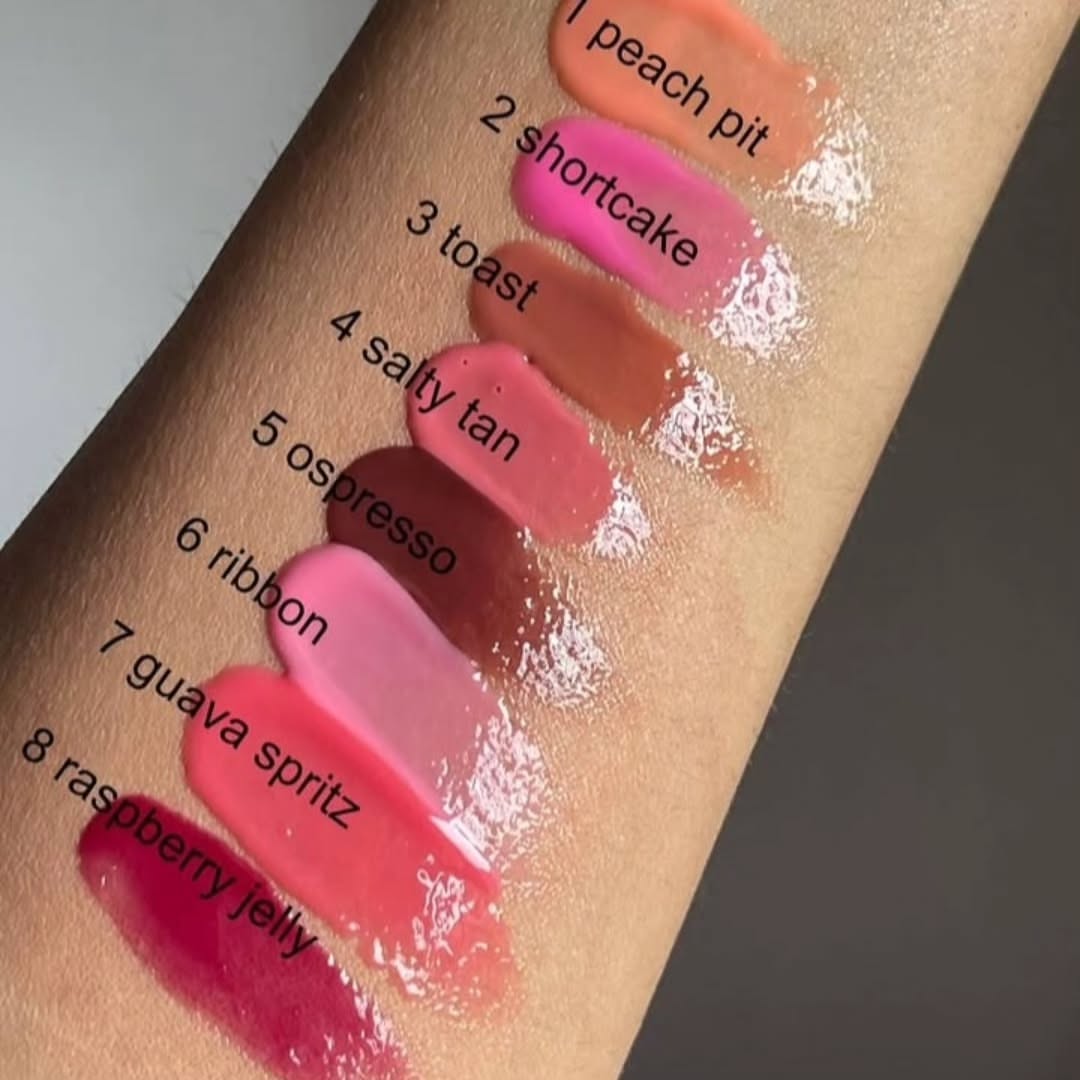 1 peach pit
2 shortcake
3 toast
4 salty tan
5 ospresso
6 ribbon
7 guava spritz
8 raspberry jelly